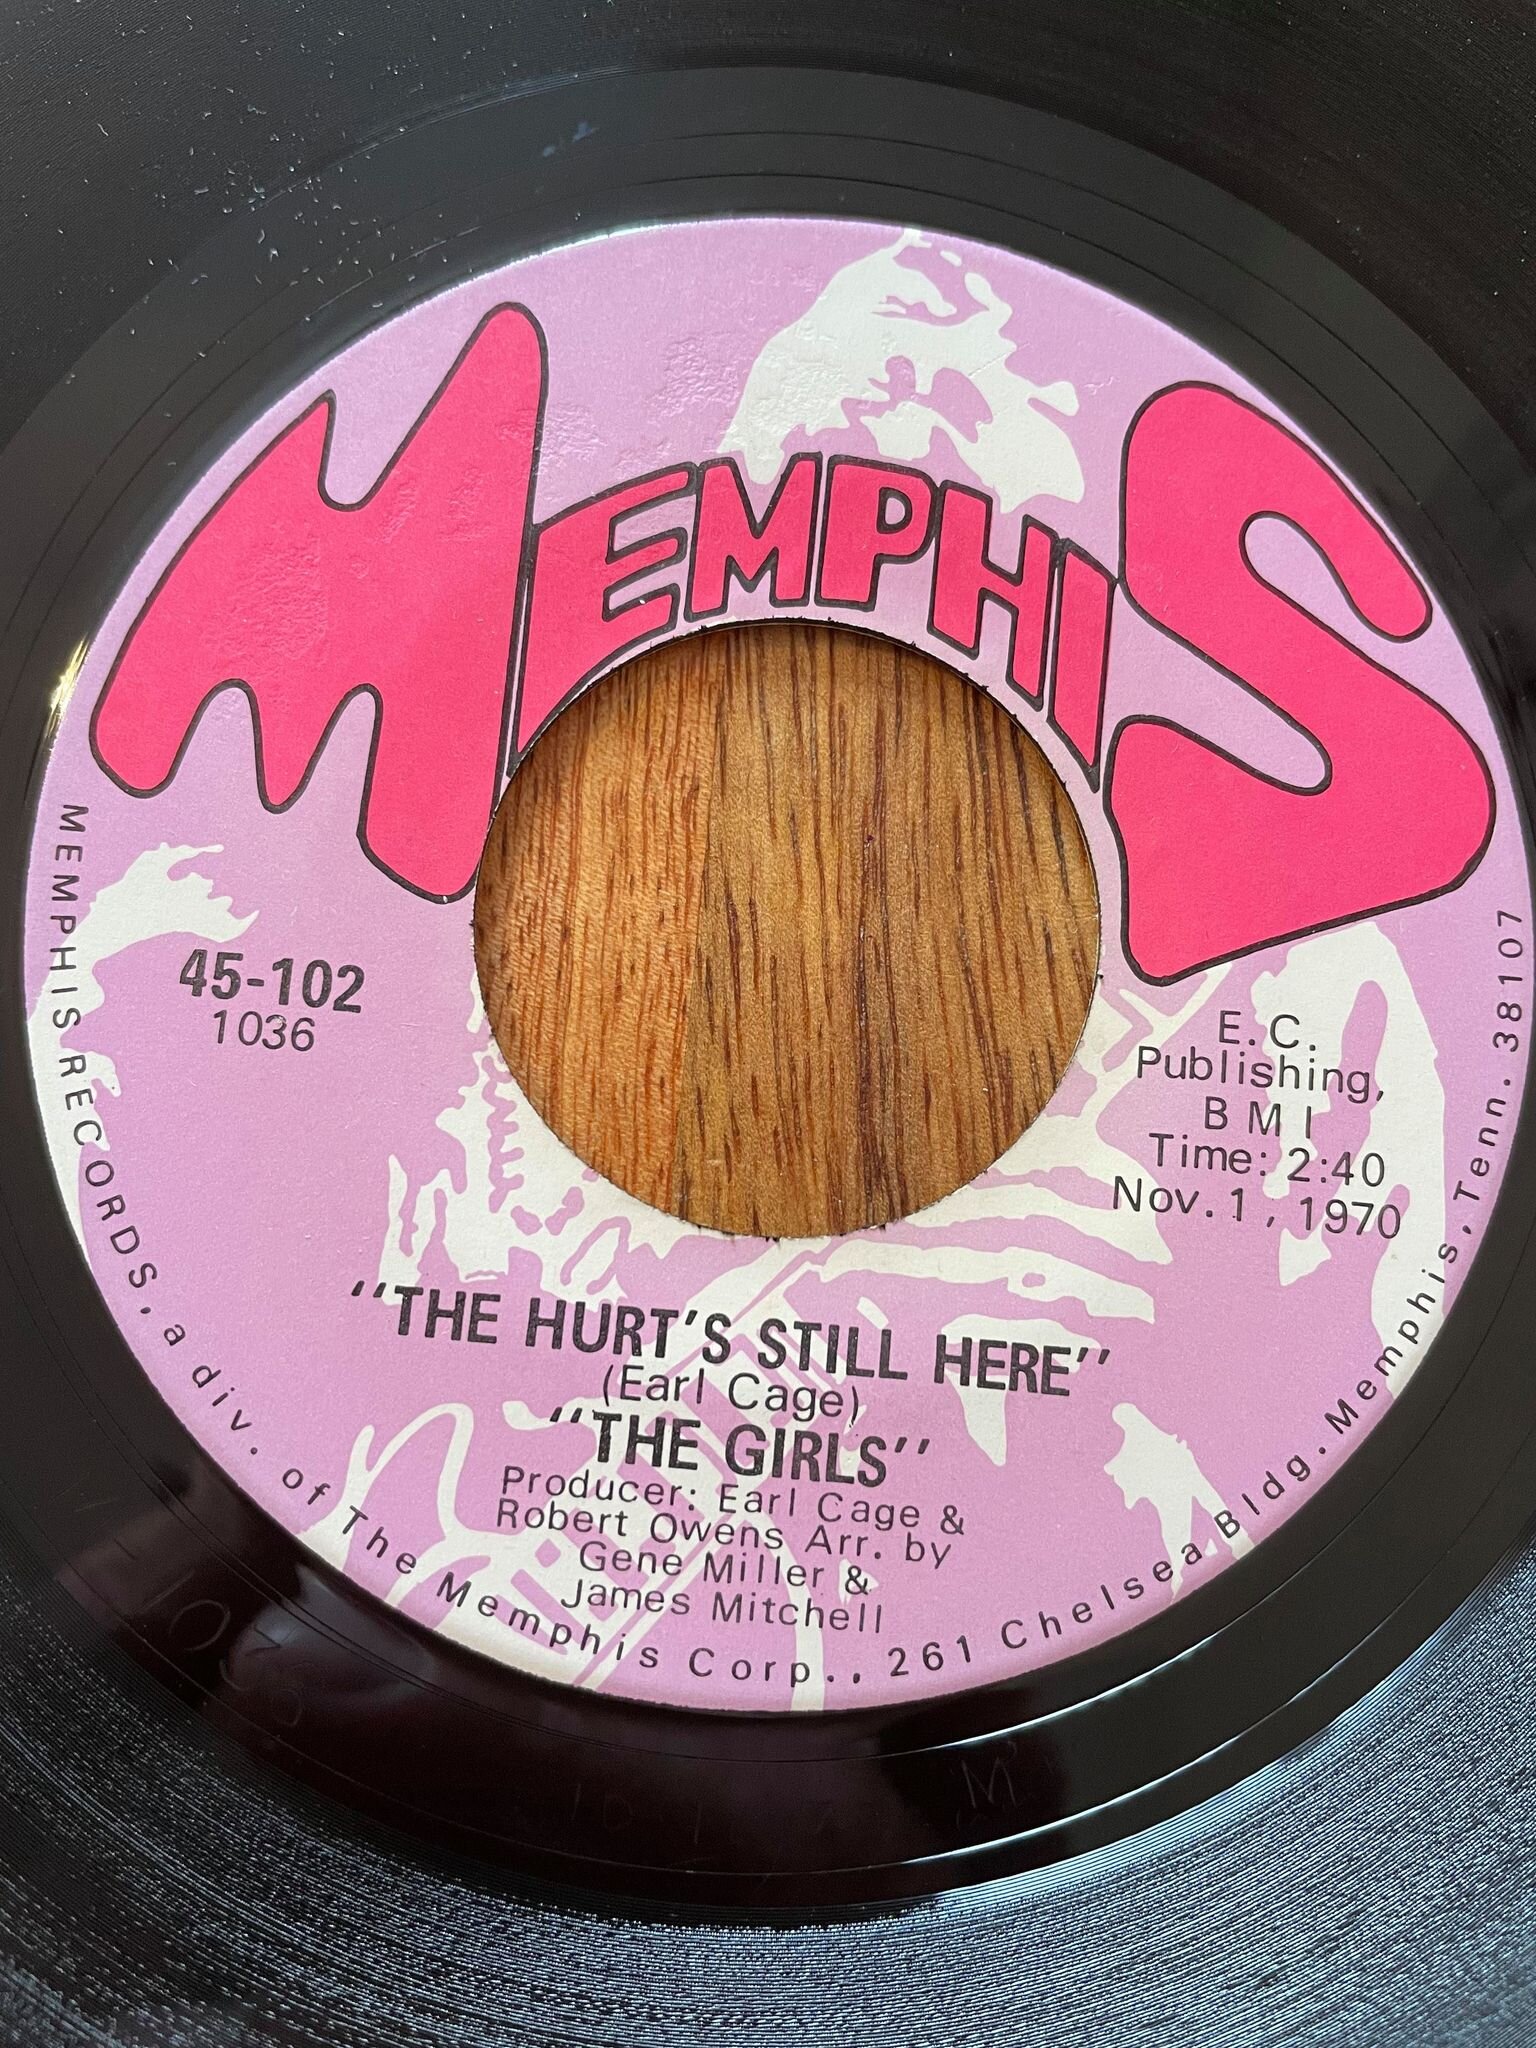 MEMPHIS
45-102
1036
E. C.
Publishing,
B M I
Time: 2:40
Nov. 1, 1970
"THE HURT'S STILL HERE"
(Earl Cage)
"THE GIRLS"
Producer: Earl Cage &
Robert Owens Arr. by
Gene Miller &
James Mitchell
MEMPHIS RECORDS, a div. of The Memphis Corp., 261 Chelsea Bldg. Memphis, Tenn. 38107